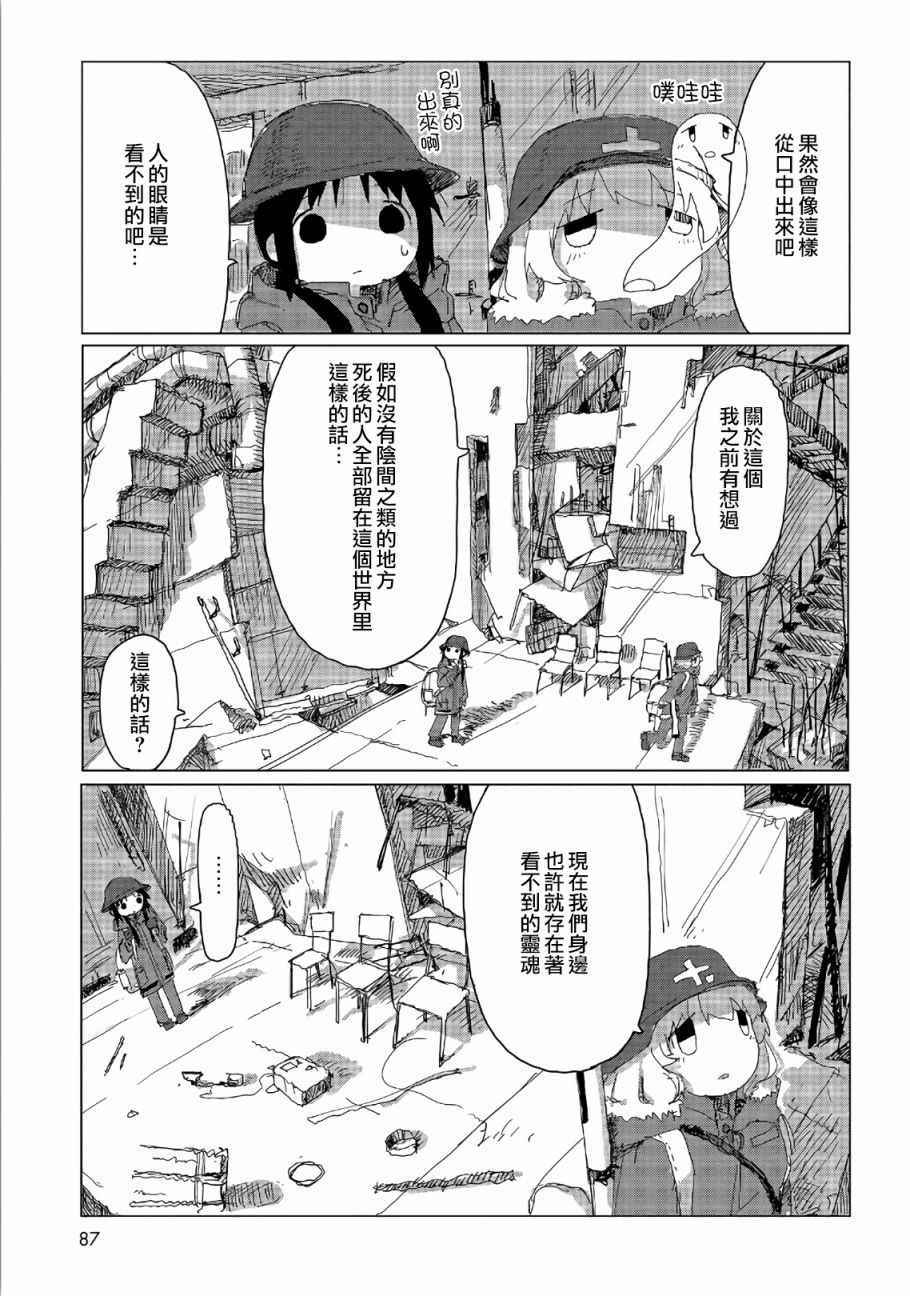 果然會像這樣
從口中出來吧
噗哇哇
別真的
出來啊
人的眼睛是
看不到的吧…
關於這個
我之前有想過
假如沒有陰間之類的地方
死後的人全部留在這個世界里
這樣的話…
這樣的話?
現在我們身邊
也許就存在著
看不到的靈魂
……
87